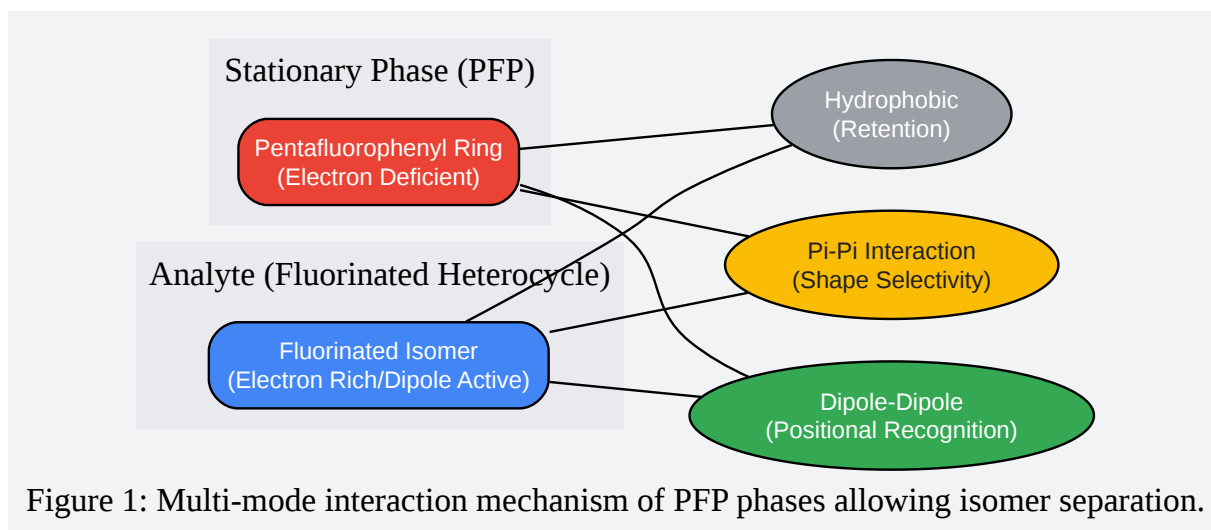 Stationary Phase (PFP)
Pentafluorophenyl Ring
(Electron Deficient)
Analyte (Fluorinated Heterocycle)
Fluorinated Isomer
(Electron Rich/Dipole Active)
Hydrophobic
(Retention)
Pi-Pi Interaction
(Shape Selectivity)
Dipole-Dipole
(Positional Recognition)
Figure 1: Multi-mode interaction mechanism of PFP phases allowing isomer separation.